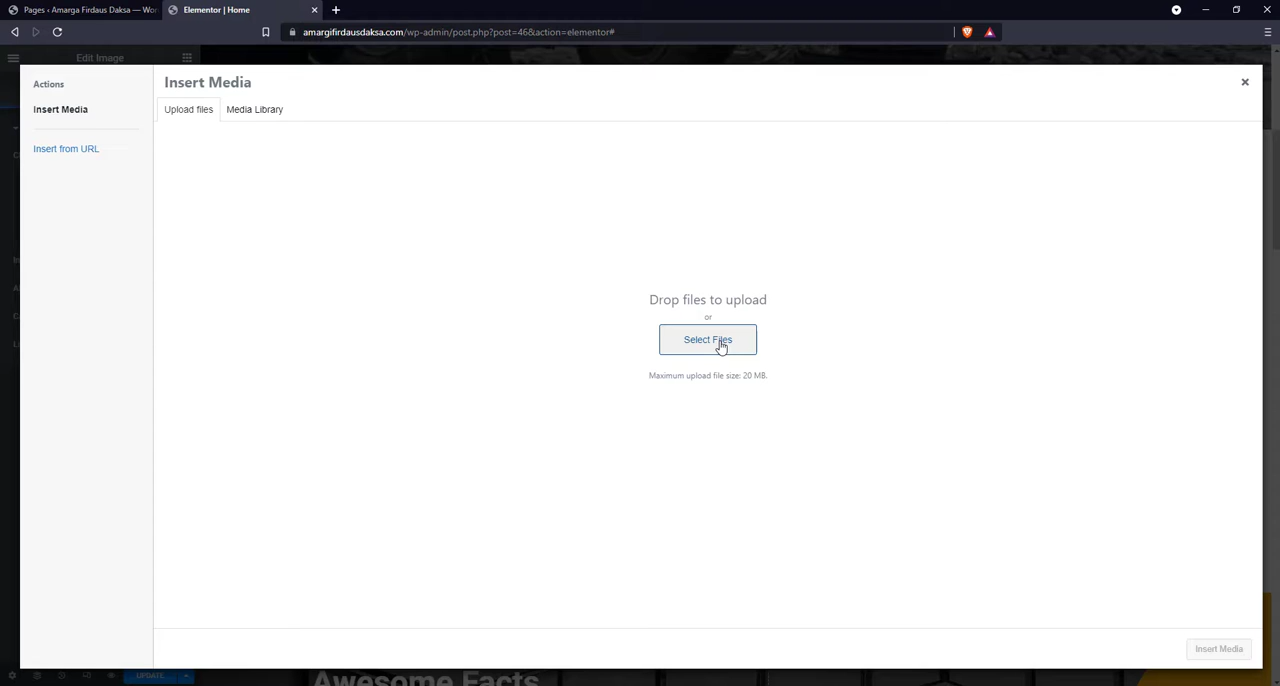 Pages ‹ Amarga Firdaus Daksa — Wor
Elementor | Home
amargifirdausdaksa.com/wp-admin/post.php?post=46&action=elementor#
Edit Image
Actions
Insert Media
Insert from URL
Insert Media
Upload files
Media Library
Drop files to upload
or
Select Files
Maximum upload file size: 20 MB.
Insert Media
UPDATE
Awesome Facts